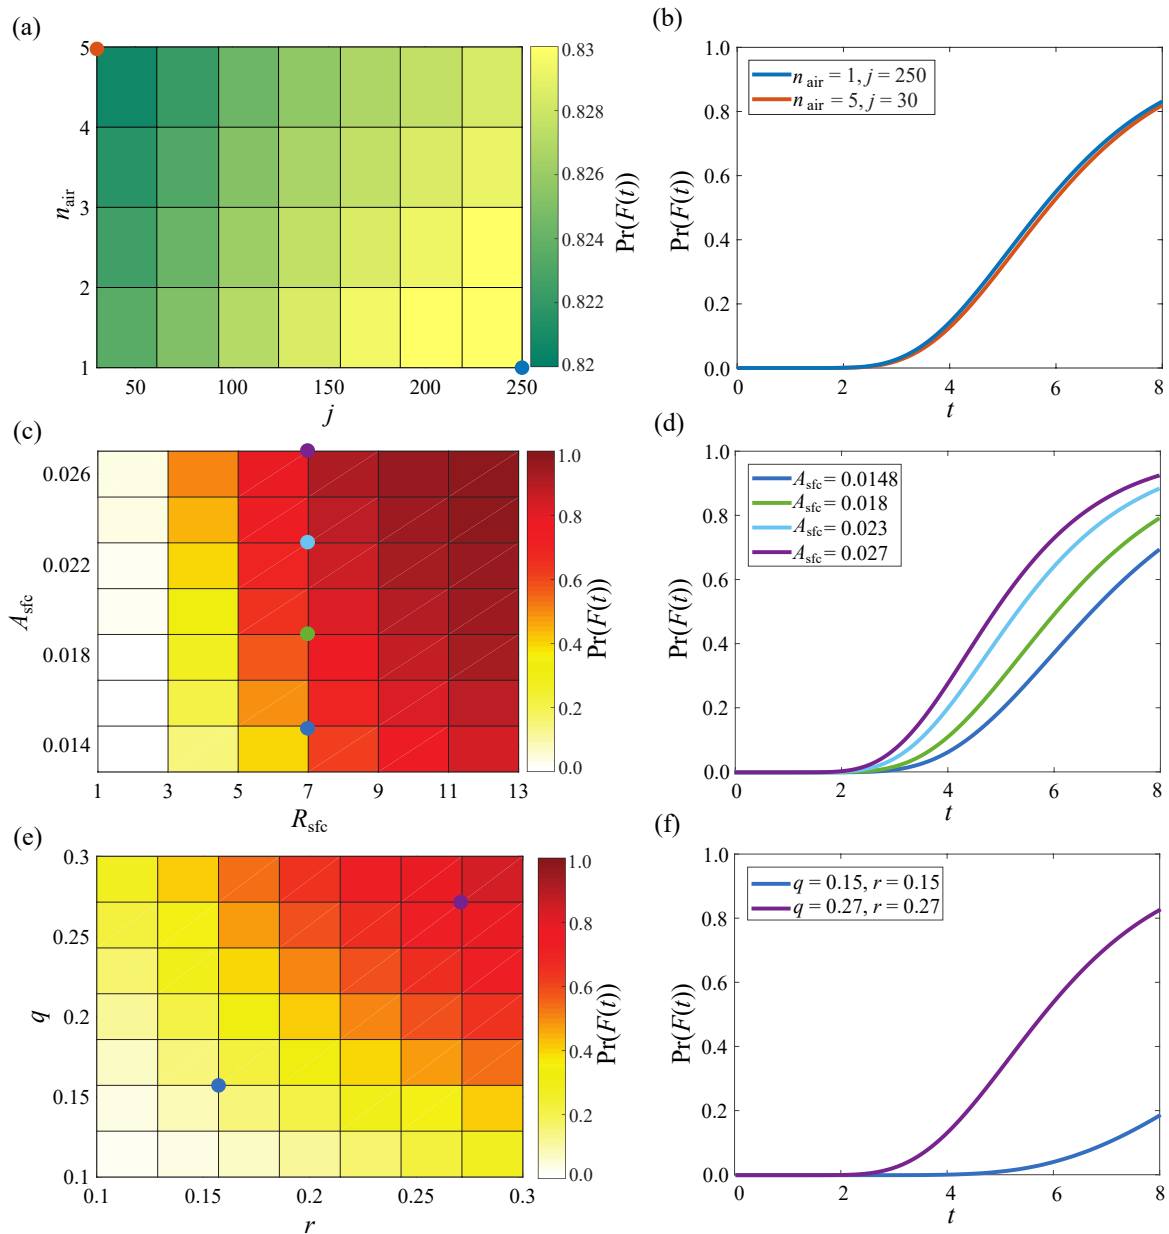 (a)
5
4
3
2
1
n_air
50
100
150
200
250
j
0.83
0.828
0.826
0.824
0.822
0.82
Pr(F(t))
(b)
1.0
0.8
0.6
0.4
0.2
0.0
Pr(F(t))
n_air = 1, j = 250
n_air = 5, j = 30
0
2
4
6
8
t
(c)
0.026
0.022
0.018
0.014
A_sfc
1
3
5
7
9
11
13
R_sfc
1.0
0.8
0.6
0.4
0.2
0.0
Pr(F(t))
(d)
1.0
0.8
0.6
0.4
0.2
0.0
Pr(F(t))
A_sfc = 0.0148
A_sfc = 0.018
A_sfc = 0.023
A_sfc = 0.027
0
2
4
6
8
t
(e)
0.3
0.25
0.2
0.15
0.1
q
0.1
0.15
0.2
0.25
0.3
r
1.0
0.8
0.6
0.4
0.2
0.0
Pr(F(t))
(f)
1.0
0.8
0.6
0.4
0.2
0.0
Pr(F(t))
q = 0.15, r = 0.15
q = 0.27, r = 0.27
0
2
4
6
8
t